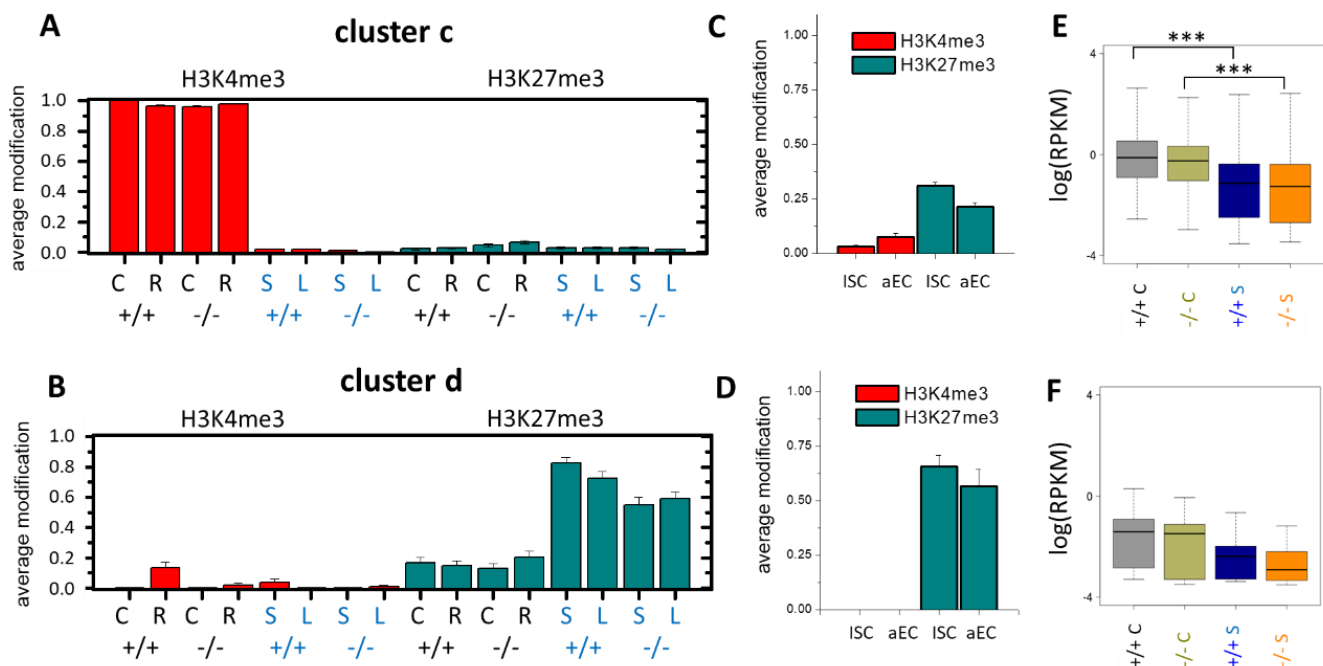 A
cluster c
H3K4me3
H3K27me3
average modification
1.0
0.8
0.6
0.4
0.2
0.0
C R C R S L S L C R C R S L S L
+/+ -/- +/+ -/- +/+ -/- +/+ -/-
B
cluster d
H3K4me3
H3K27me3
average modification
1.0
0.8
0.6
0.4
0.2
0.0
C R C R S L S L C R C R S L S L
+/+ -/- +/+ -/- +/+ -/- +/+ -/-
C
H3K4me3
H3K27me3
average modification
1.00
0.75
0.50
0.25
0.00
ISC aEC ISC aEC
D
H3K4me3
H3K27me3
average modification
1.00
0.75
0.50
0.25
0.00
ISC aEC ISC aEC
E
***
***
log(RPKM)
4
0
-4
+/+ C
-/- C
+/+ S
-/- S
F
log(RPKM)
4
0
-4
+/+ C
-/- C
+/+ S
-/- S